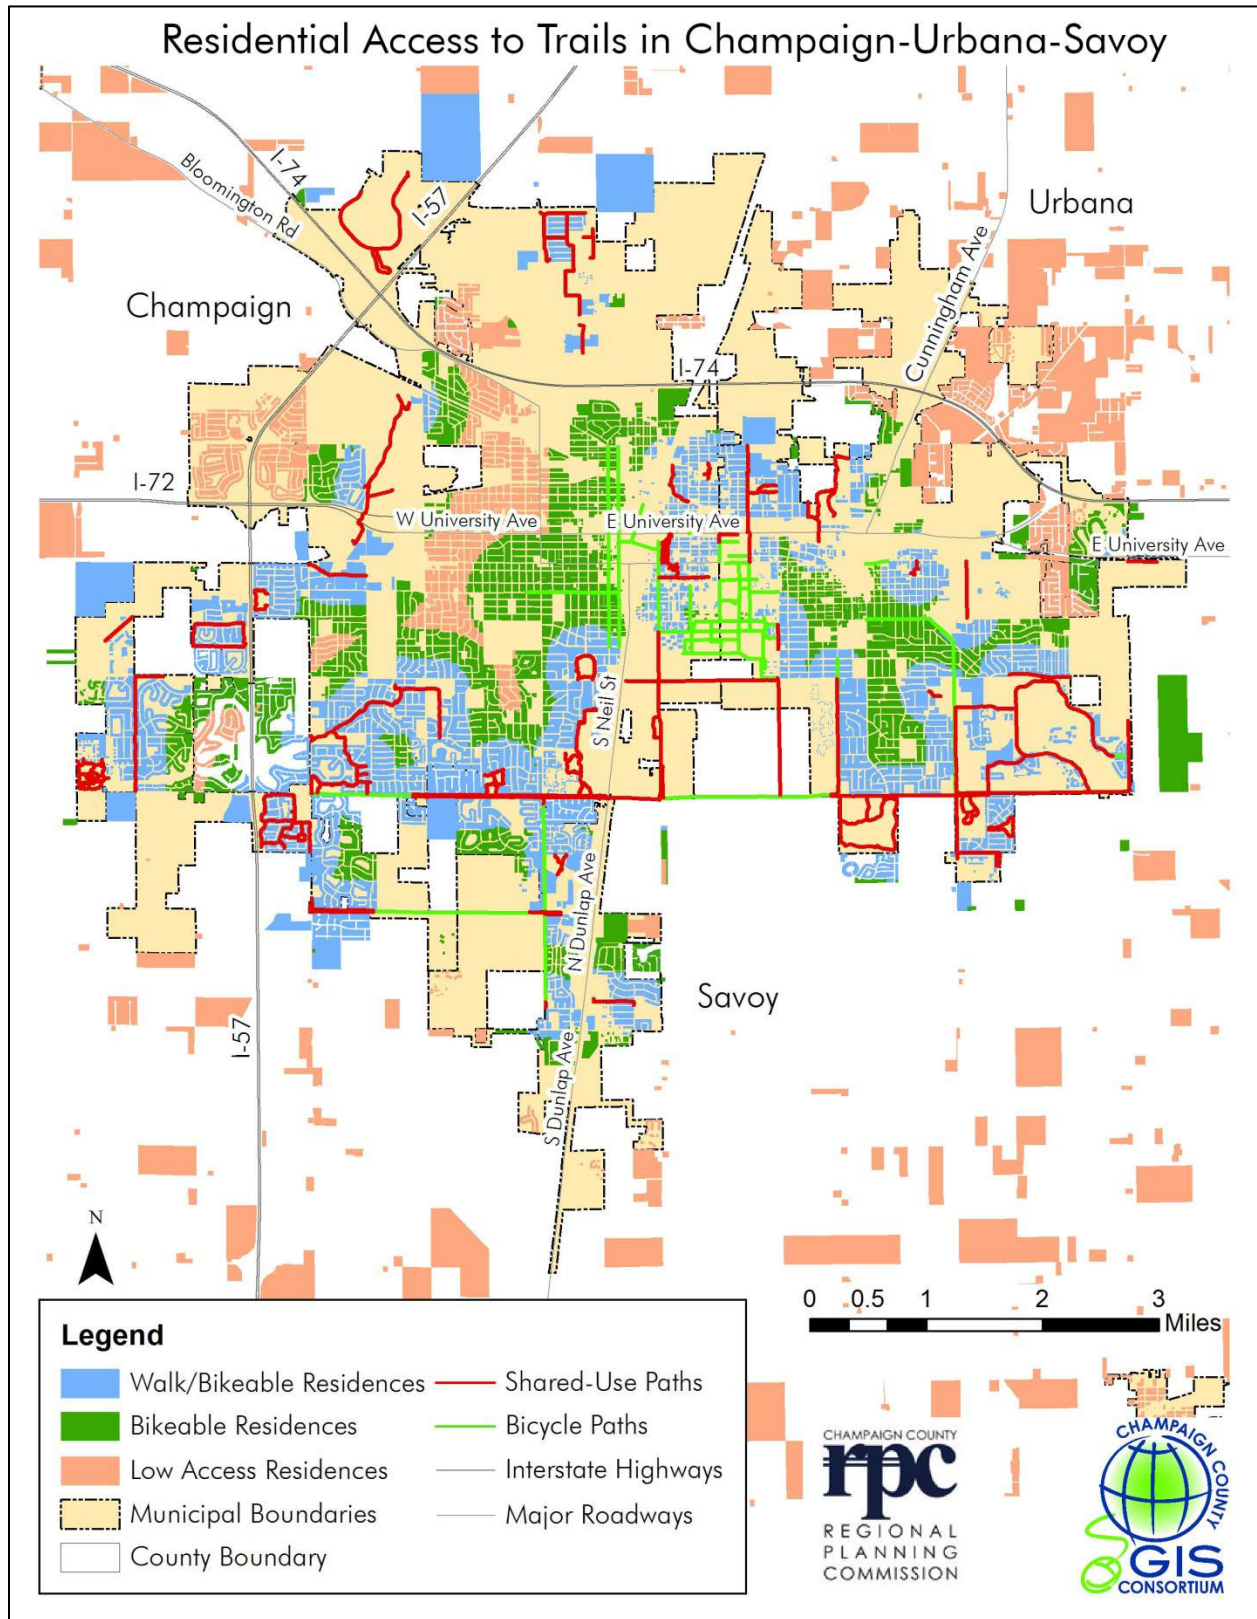 Residential Access to Trails in Champaign-Urbana-Savoy
I-74
Bloomington Rd
I-57
Urbana
Cunningham Ave
Champaign
I-74
I-72
W University Ave
E University Ave
E University Ave
S Neil St
N Dunlap Ave
Savoy
I-57
S Dunlap Ave
N
0 0.5 1 2 3
Miles
Legend
Walk/Bikeable Residences
Shared-Use Paths
Bikeable Residences
Bicycle Paths
Low Access Residences
Interstate Highways
Municipal Boundaries
Major Roadways
County Boundary
CHAMPAIGN COUNTY
rpc
REGIONAL
PLANNING
COMMISSION
CHAMPAIGN COUNTY
GIS
CONSORTIUM